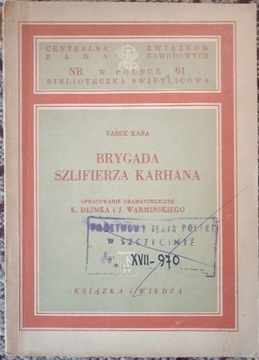 CENTRALNA RADA ZWIĄZKÓW ZAWODOWYCH
NR W POLSCE 61
BIBLIOTECZKA ŚWIETLICOWA
VAŠEK KÁŇA
BRYGADA
SZLIFIERZA KARHANA
OPRACOWANIE DRAMATURGICZNE
K. DEJMKA i J. WARMIŃSKIEGO
PAŃSTWOWY TEATR POLSKI
W SZCZECINIE
XVII-970
·KSIĄŻKA i WIEDZA·